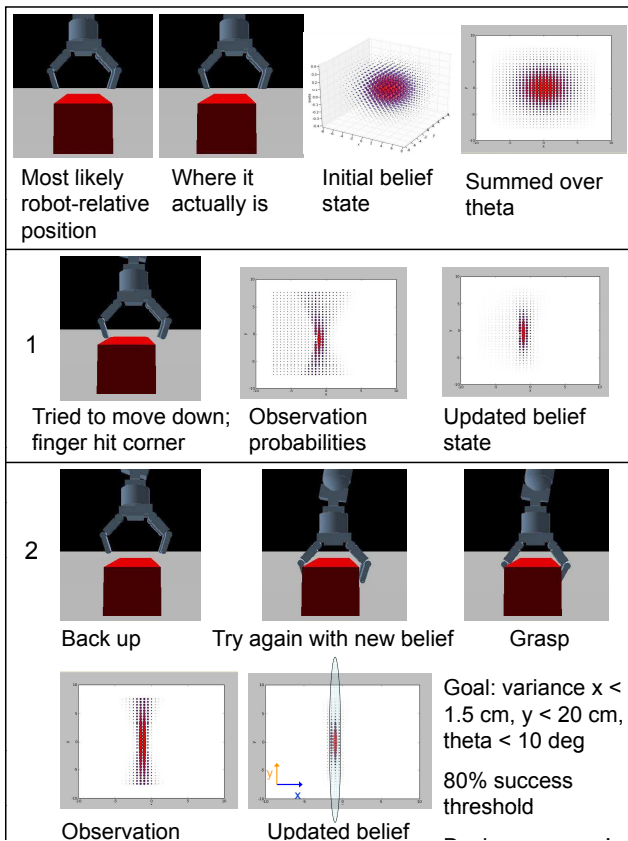 Most likely
robot-relative
position
Where it
actually is
Initial belief
state
Summed over
theta
1
Tried to move down;
finger hit corner
Observation
probabilities
Updated belief
state
2
Back up
Try again with new belief
Grasp
y
x
Observation
Updated belief
Goal: variance x <
1.5 cm, y < 20 cm,
theta < 10 deg
80% success
threshold